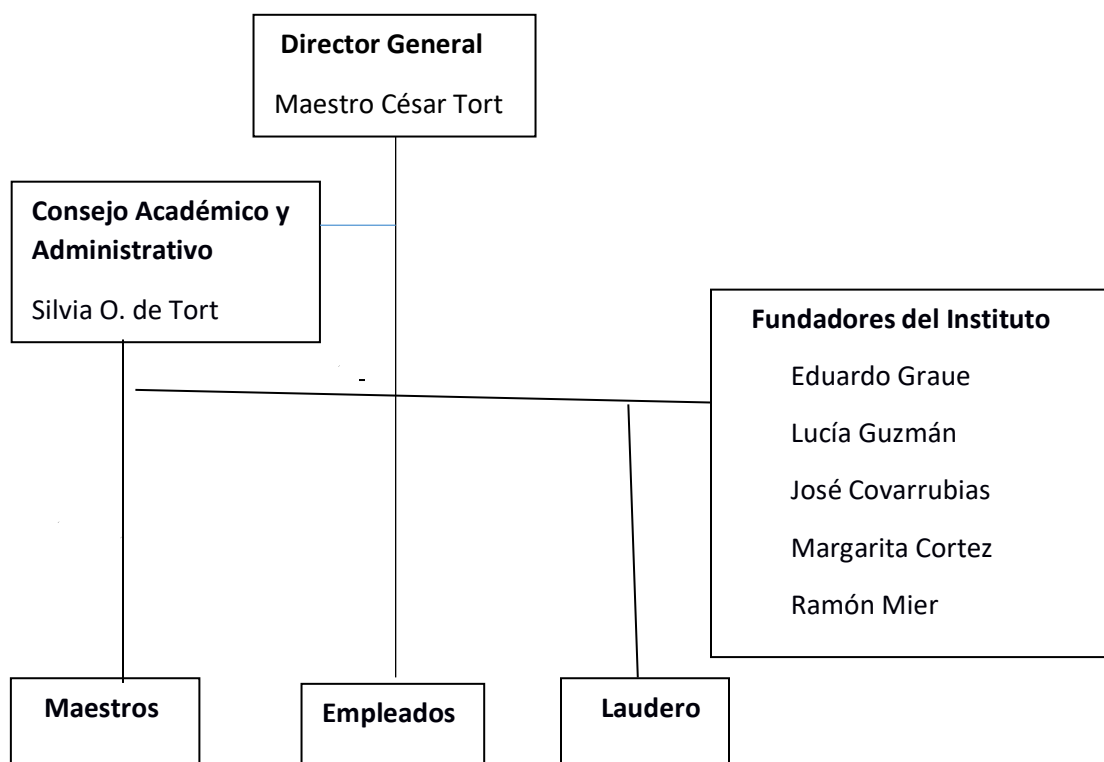 Director General
Maestro César Tort
Consejo Académico y
Administrativo
Silvia O. de Tort
Fundadores del Instituto
Eduardo Graue
Lucía Guzmán
José Covarrubias
Margarita Cortez
Ramón Mier
-
Maestros
Empleados
Laudero